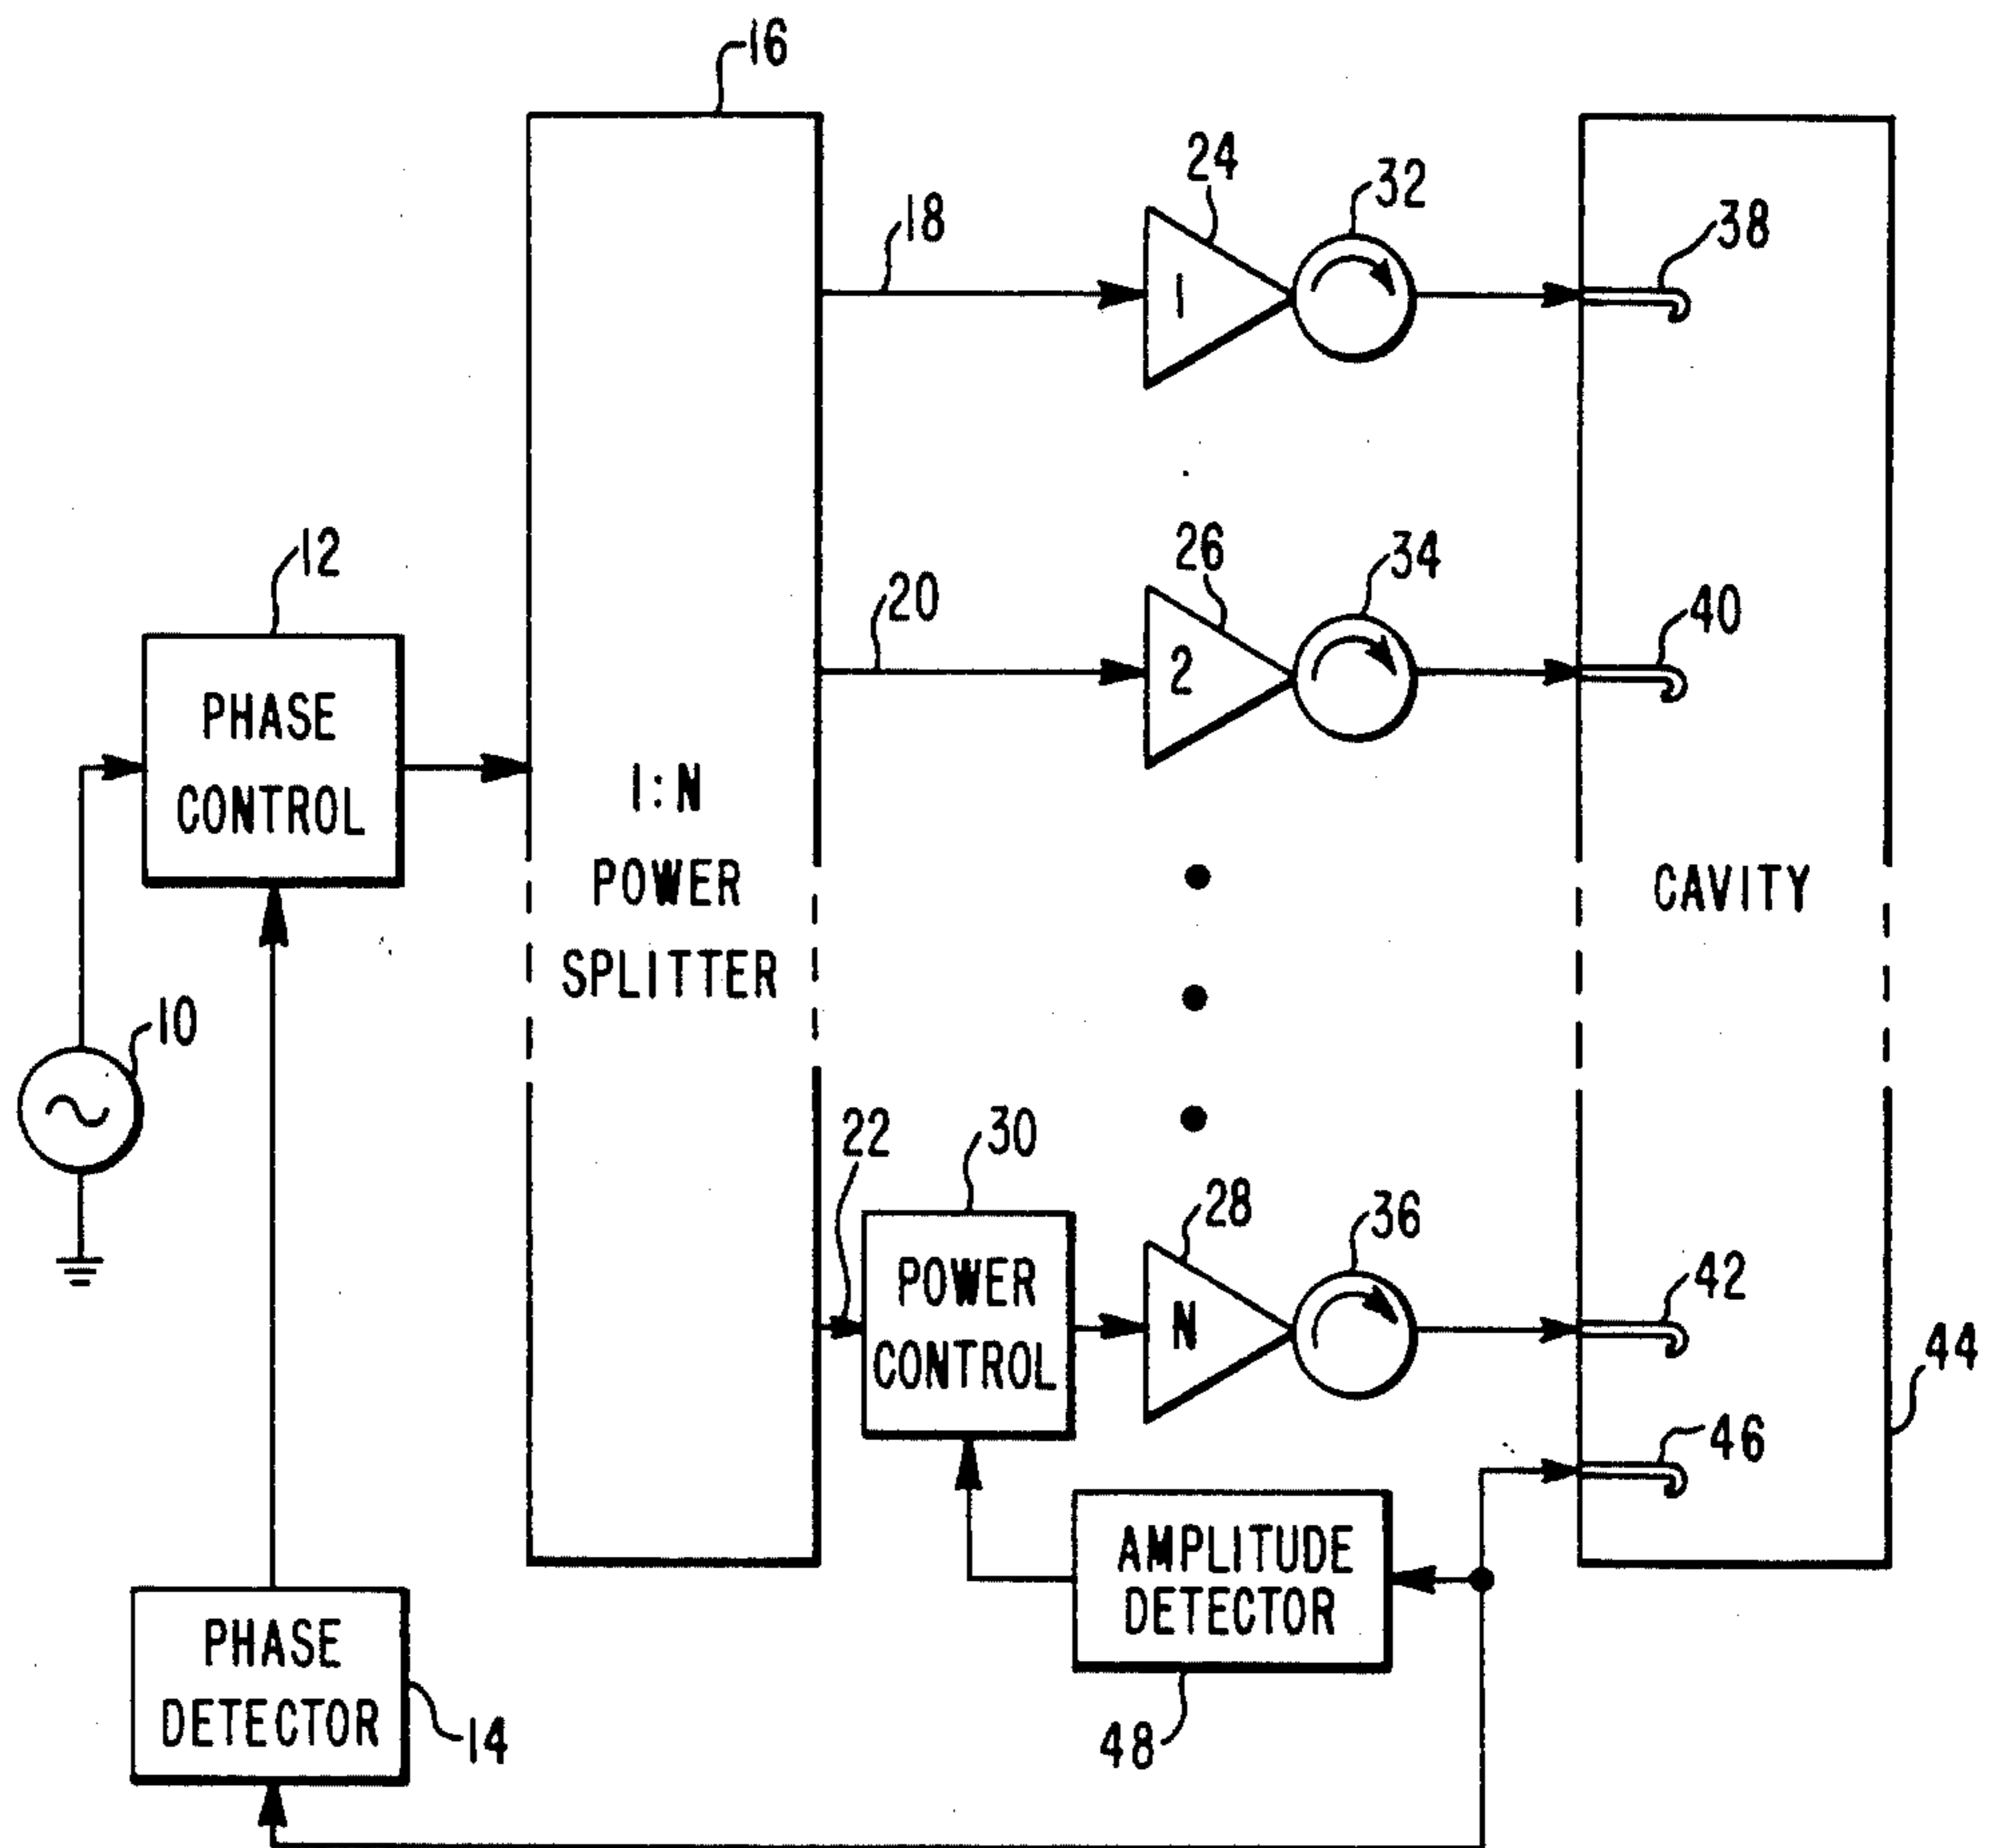 16
24
32
18
38
1
12
20
26
34
40
2
PHASE
CONTROL
1:N
POWER
SPLITTER
CAVITY
10
22
30
28
36
42
POWER
CONTROL
N
44
46
AMPLITUDE
DETECTOR
PHASE
DETECTOR
14
48